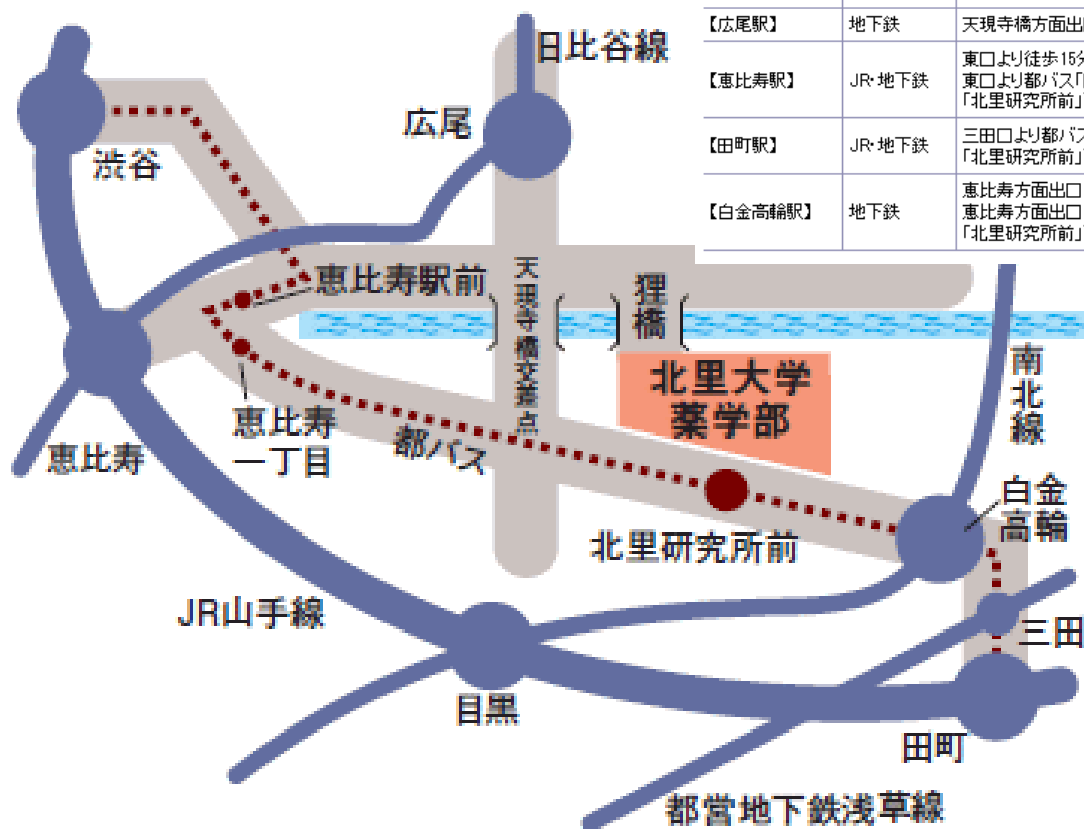 【広尾駅】 地下鉄 天現寺橋方面出
【恵比寿駅】 JR・地下鉄 東口より徒歩15分
東口より都バス「
「北里研究所前」
【田町駅】 JR・地下鉄 三田口より都バス
「北里研究所前」
【白金高輪駅】 地下鉄 恵比寿方面出口
恵比寿方面出口
「北里研究所前」
日比谷線
広尾
渋谷
恵比寿駅前
天現寺橋交差点
狸橋
北里大学
薬学部
南北線
恵比寿
一丁目
都バス
恵比寿
白金
高輪
北里研究所前
JR山手線
三田
目黒
田町
都営地下鉄浅草線